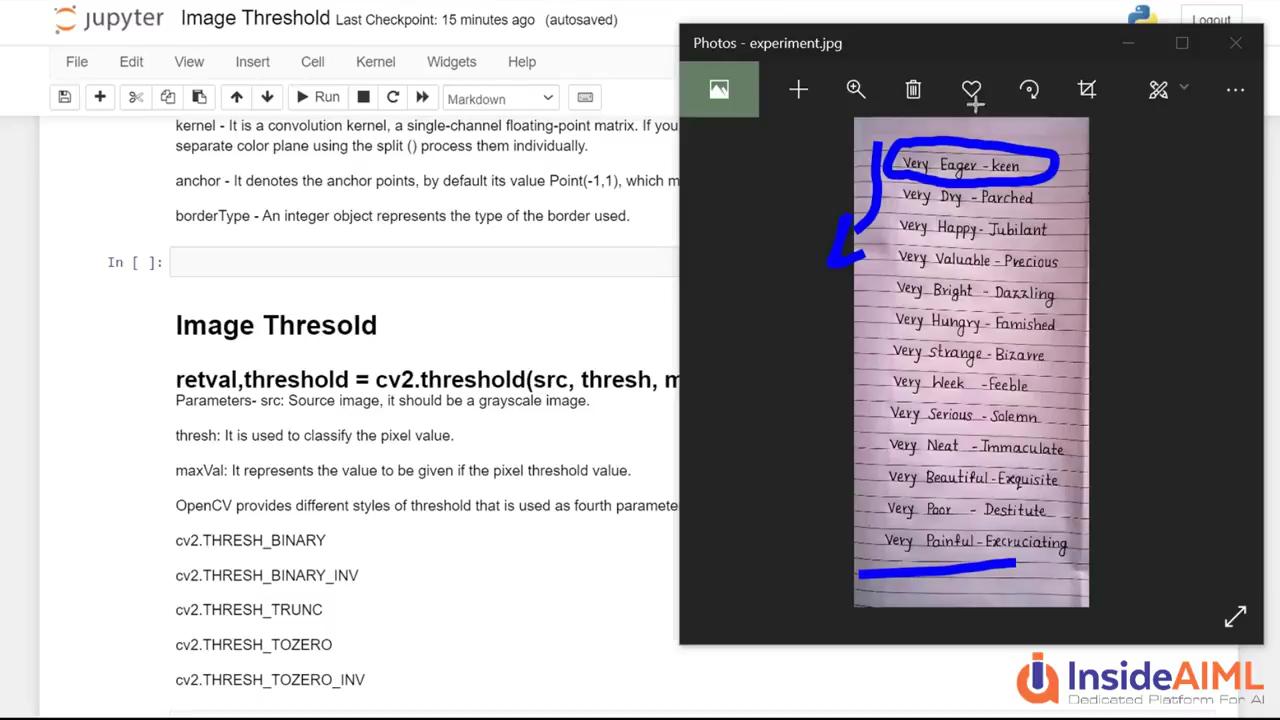 jupyter Image Threshold Last Checkpoint: 15 minutes ago (autosaved)
Logout
File Edit View Insert Cell Kernel Widgets Help
Run Markdown
kernel - It is a convolution kernel, a single-channel floating-point matrix. If you
separate color plane using the split () process them individually.
anchor - It denotes the anchor points, by default its value Point(-1,1), which m
borderType - An integer object represents the type of the border used.
In [ ]:
Image Thresold
retval,threshold = cv2.threshold(src, thresh, m
Parameters- src: Source image, it should be a grayscale image.
thresh: It is used to classify the pixel value.
maxVal: It represents the value to be given if the pixel threshold value.
OpenCV provides different styles of threshold that is used as fourth paramete
cv2.THRESH_BINARY
cv2.THRESH_BINARY_INV
cv2.THRESH_TRUNC
cv2.THRESH_TOZERO
cv2.THRESH_TOZERO_INV
Photos - experiment.jpg
Very Eager - keen
Very Dry - Parched
Very Happy - Jubilant
Very Valuable - Precious
Very Bright - Dazzling
Very Hungry - Famished
Very strange - Bizarre
Very Week - Feeble
Very Serious - Solemn
Very Neat - Immaculate
Very Beautiful - Exquisite
Very Poor - Destitute
Very Painful - Excruciating
InsideAIML
Dedicated Platform For AI